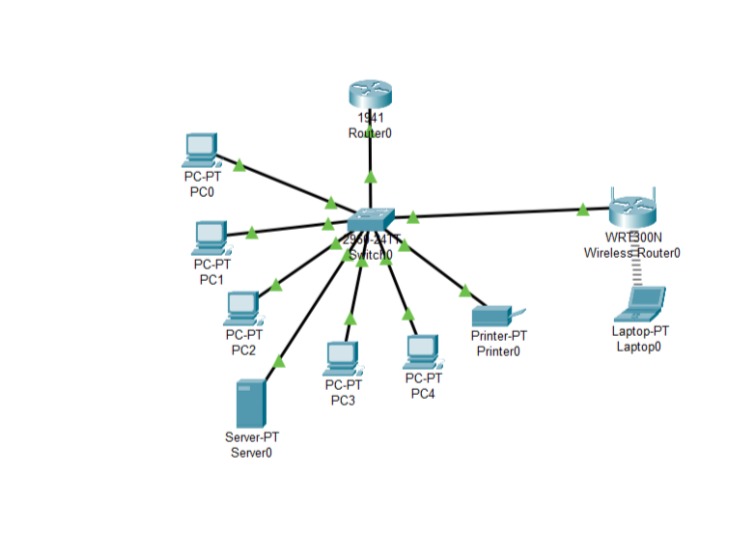 1941
Router0
PC-PT
PC0
PC-PT
PC1
2960-24TT
Switch0
WRT300N
Wireless Router0
PC-PT
PC2
PC-PT
PC3
PC-PT
PC4
Printer-PT
Printer0
Laptop-PT
Laptop0
Server-PT
Server0